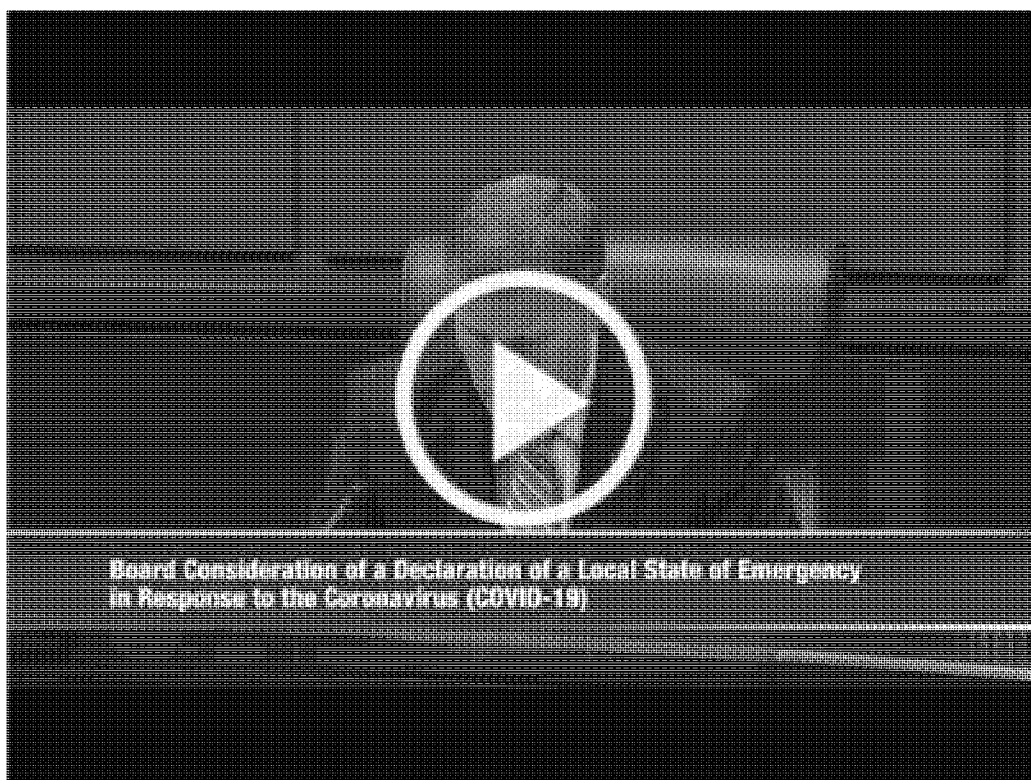 Board Consideration of a Declaration of a Local State of Emergency
in Response to the Coronavirus (COVID-19)